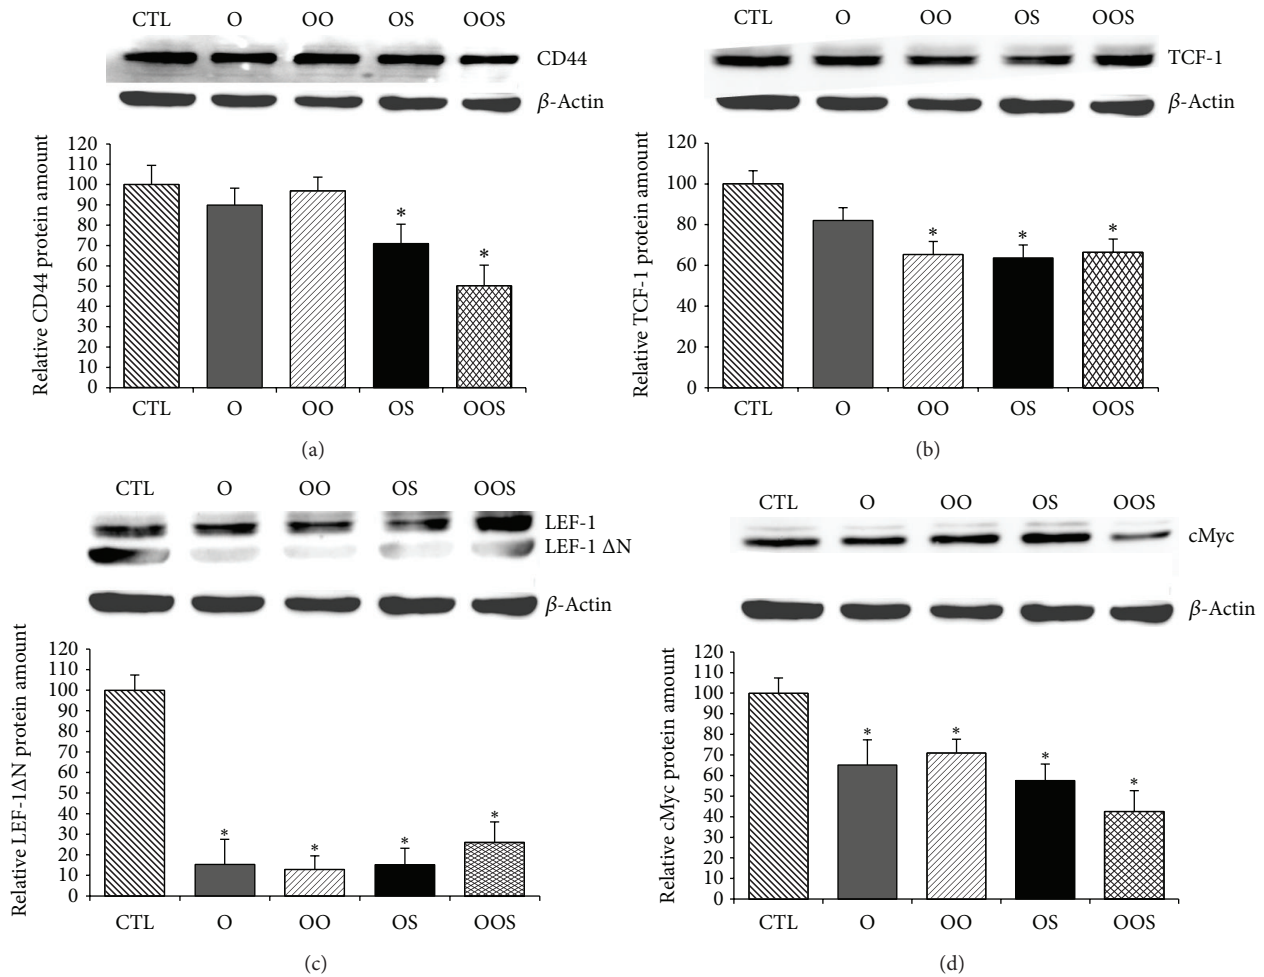 CTL O OO OS OOS
CD44
β-Actin
120
110
100
90
80
70
60
50
40
30
20
10
0
Relative CD44 protein amount
* *
CTL O OO OS OOS
(a)
CTL O OO OS OOS
TCF-1
β-Actin
120
100
80
60
40
20
0
Relative TCF-1 protein amount
* * *
CTL O OO OS OOS
(b)
CTL O OO OS OOS
LEF-1
LEF-1 ΔN
β-Actin
120
110
100
90
80
70
60
50
40
30
20
10
0
Relative LEF-1ΔN protein amount
* * * *
CTL O OO OS OOS
(c)
CTL O OO OS OOS
cMyc
β-Actin
120
110
100
90
80
70
60
50
40
30
20
10
0
Relative cMyc protein amount
* * * *
CTL O OO OS OOS
(d)